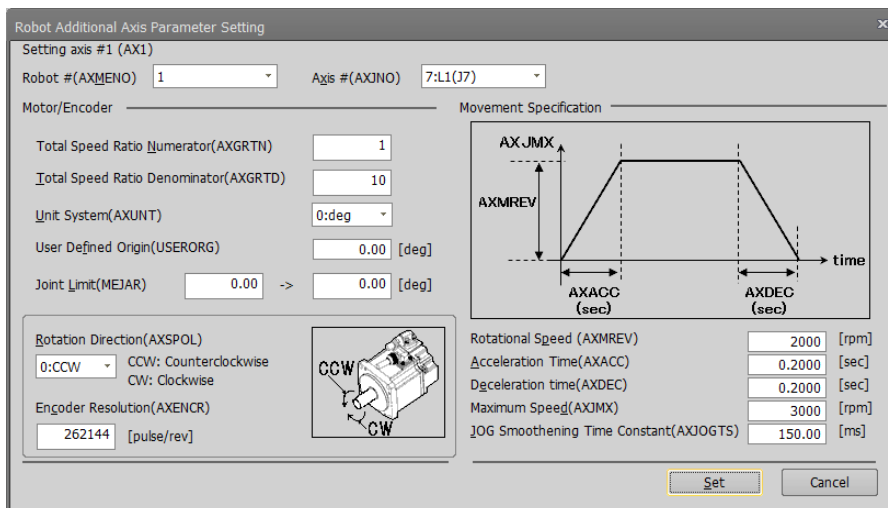 Robot Additional Axis Parameter Setting
x
Setting axis #1 (AX1)
Robot #(AXMENO) 1 Axis #(AXJNO) 7:L1(J7)
Motor/Encoder
Total Speed Ratio Numerator(AXGRTN) 1
Total Speed Ratio Denominator(AXGRTD) 10
Unit System(AXUNT) 0:deg
User Defined Origin(USERORG) 0.00 [deg]
Joint Limit(MEJAR) 0.00 -> 0.00 [deg]
Rotation Direction(AXSPOL)
0:CCW CCW: Counterclockwise
CW: Clockwise
Encoder Resolution(AXENCR)
262144 [pulse/rev]
CCW
CW
Movement Specification
AXJMX
AXMREV
time
AXACC
(sec)
AXDEC
(sec)
Rotational Speed (AXMREV) 2000 [rpm]
Acceleration Time(AXACC) 0.2000 [sec]
Deceleration time(AXDEC) 0.2000 [sec]
Maximum Speed(AXJMX) 3000 [rpm]
JOG Smoothening Time Constant(AXJOGTS) 150.00 [ms]
Set Cancel